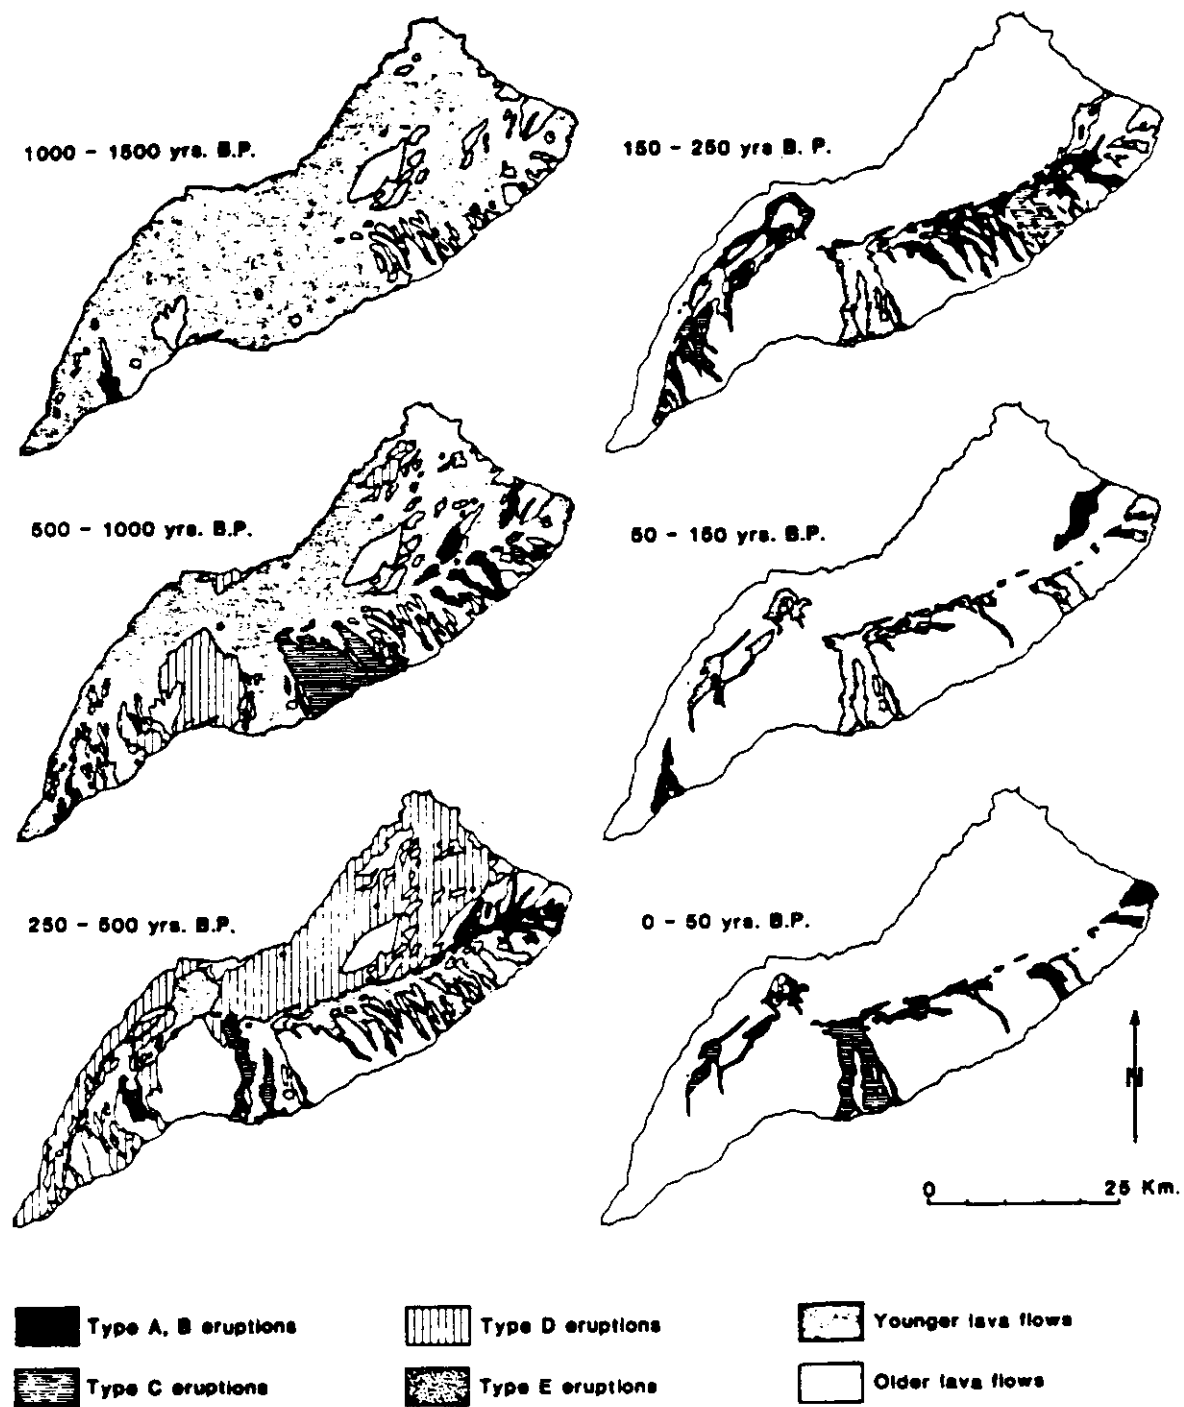 1000 - 1500 yrs. B.P.
150 - 250 yrs B. P.
500 - 1000 yrs. B.P.
50 - 150 yrs. B.P.
250 - 500 yrs. B.P.
0 - 50 yrs. B.P.
N
0 25 Km.
Type A, B eruptions
Type D eruptions
Younger lava flows
Type C eruptions
Type E eruptions
Older lava flows